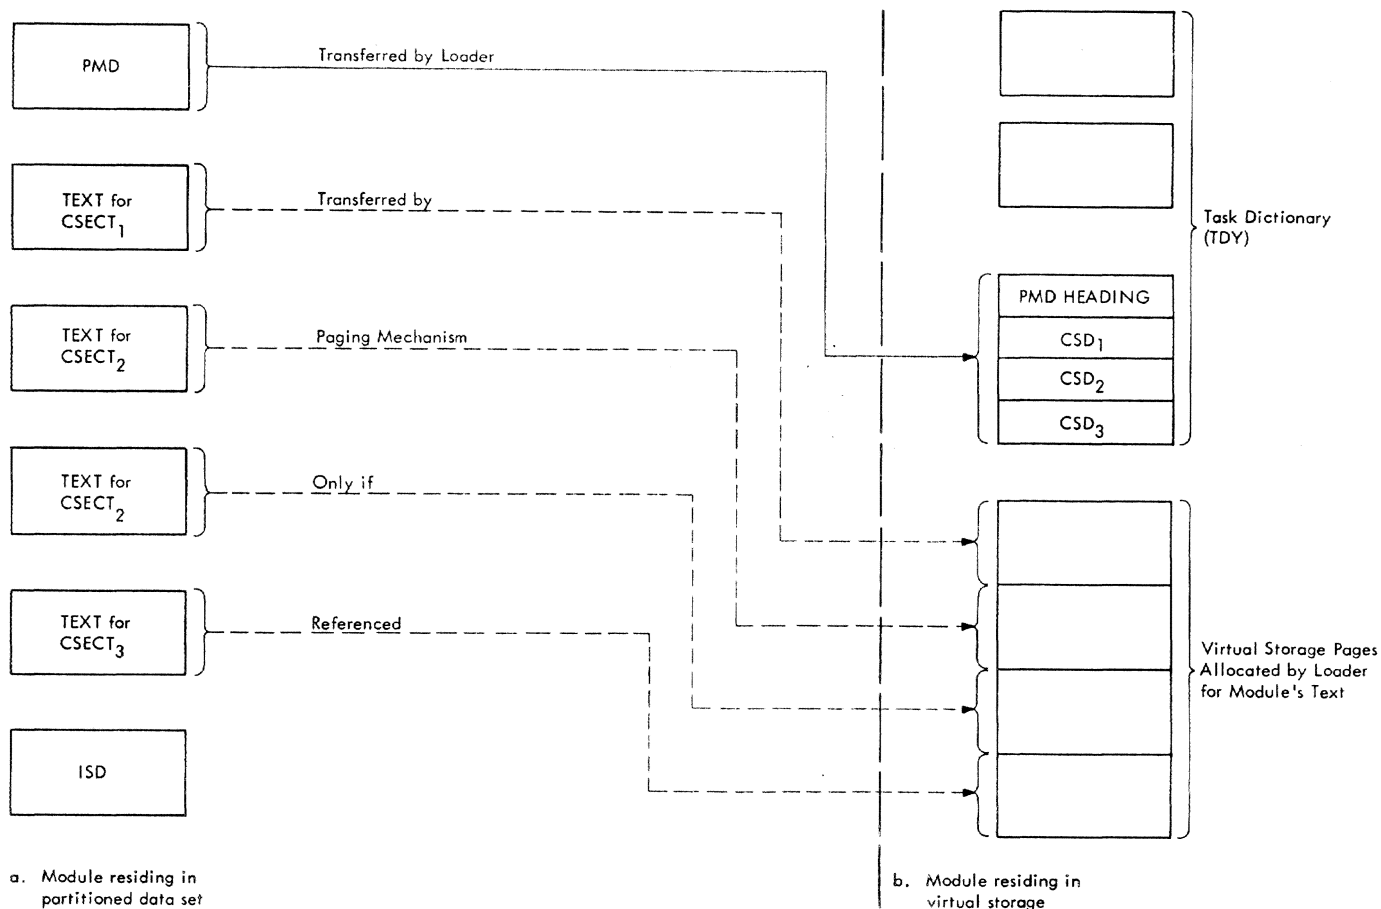 PMD
Transferred by Loader
TEXT for
CSECT1
Transferred by
TEXT for
CSECT2
Paging Mechanism
TEXT for
CSECT2
Only if
TEXT for
CSECT3
Referenced
ISD
a. Module residing in
partitioned data set
Task Dictionary
(TDY)
PMD HEADING
CSD1
CSD2
CSD3
Virtual Storage Pages
Allocated by Loader
for Module's Text
b. Module residing in
virtual storage